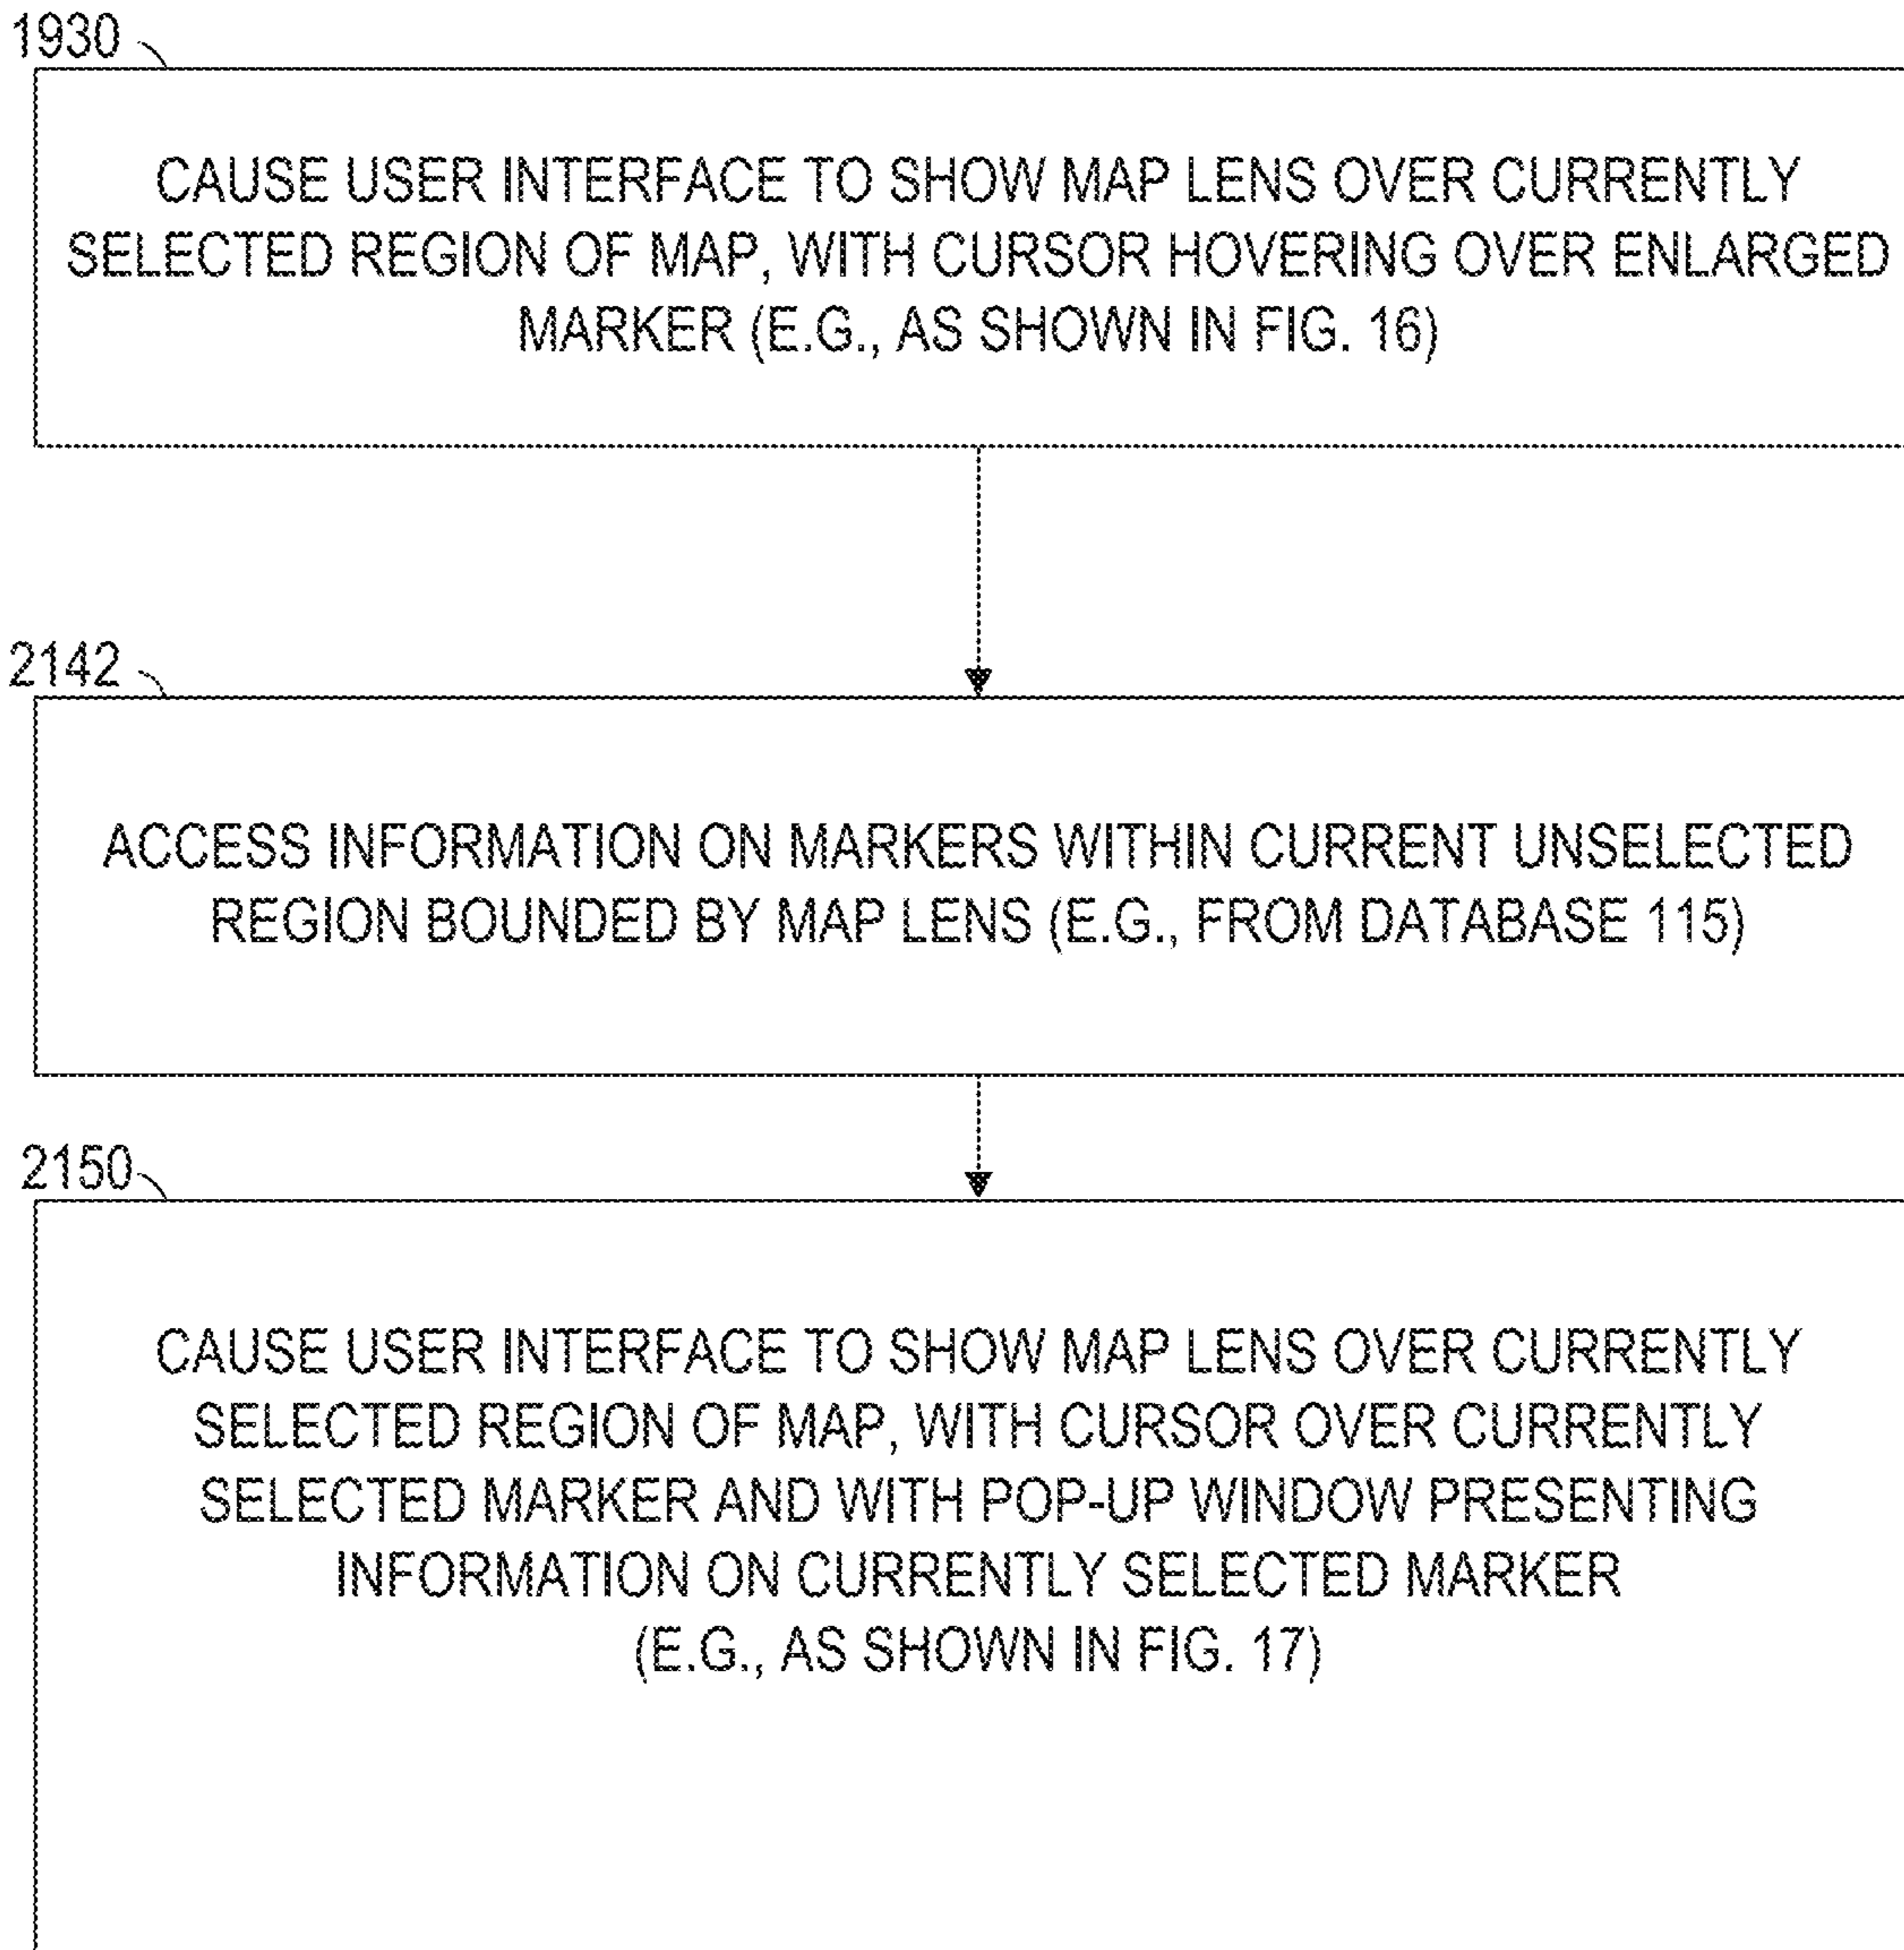 1930
CAUSE USER INTERFACE TO SHOW MAP LENS OVER CURRENTLY
SELECTED REGION OF MAP, WITH CURSOR HOVERING OVER ENLARGED
MARKER (E.G., AS SHOWN IN FIG. 16)
2142
ACCESS INFORMATION ON MARKERS WITHIN CURRENT UNSELECTED
REGION BOUNDED BY MAP LENS (E.G., FROM DATABASE 115)
2150
CAUSE USER INTERFACE TO SHOW MAP LENS OVER CURRENTLY
SELECTED REGION OF MAP, WITH CURSOR OVER CURRENTLY
SELECTED MARKER AND WITH POP-UP WINDOW PRESENTING
INFORMATION ON CURRENTLY SELECTED MARKER
(E.G., AS SHOWN IN FIG. 17)